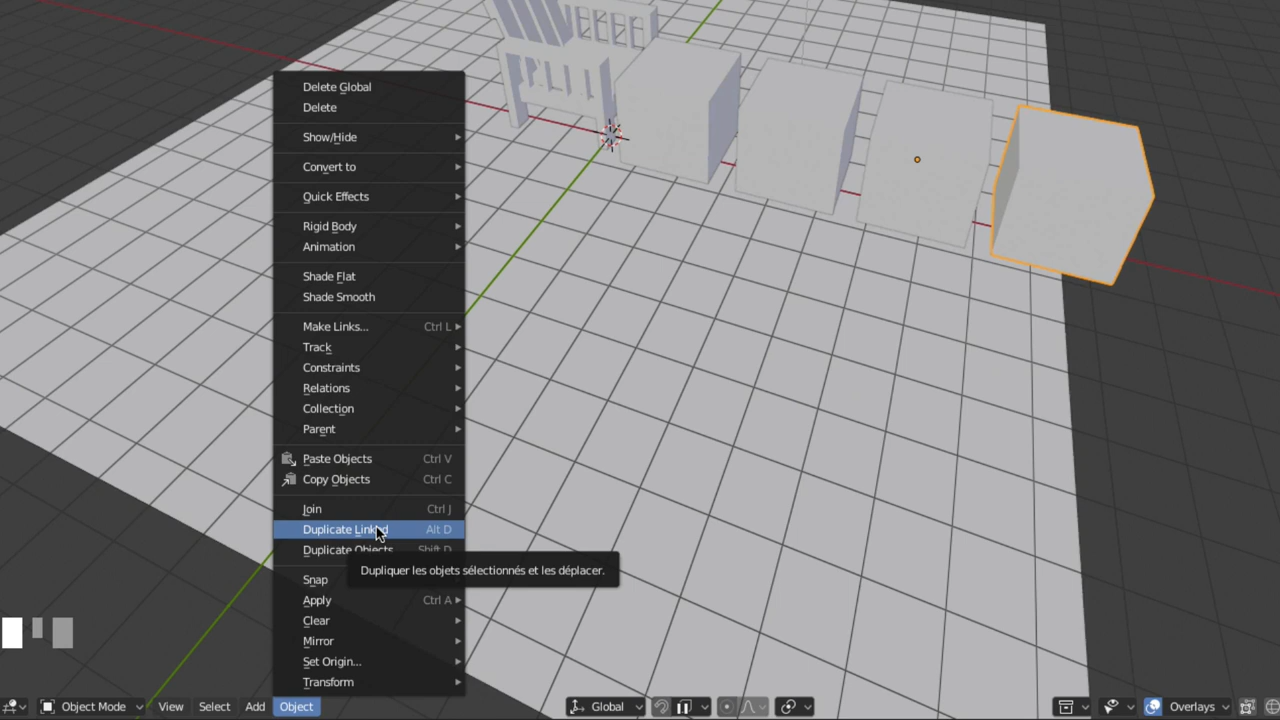 Delete Global
Delete
Show/Hide
Convert to
Quick Effects
Rigid Body
Animation
Shade Flat
Shade Smooth
Make Links... Ctrl L
Track
Constraints
Relations
Collection
Parent
Paste Objects Ctrl V
Copy Objects Ctrl C
Join Ctrl J
Duplicate Linked Alt D
Duplicate Objects Shift D
Dupliquer les objets sélectionnés et les déplacer.
Snap
Apply Ctrl A
Clear
Mirror
Set Origin...
Transform
Object Mode View Select Add Object Global Overlays